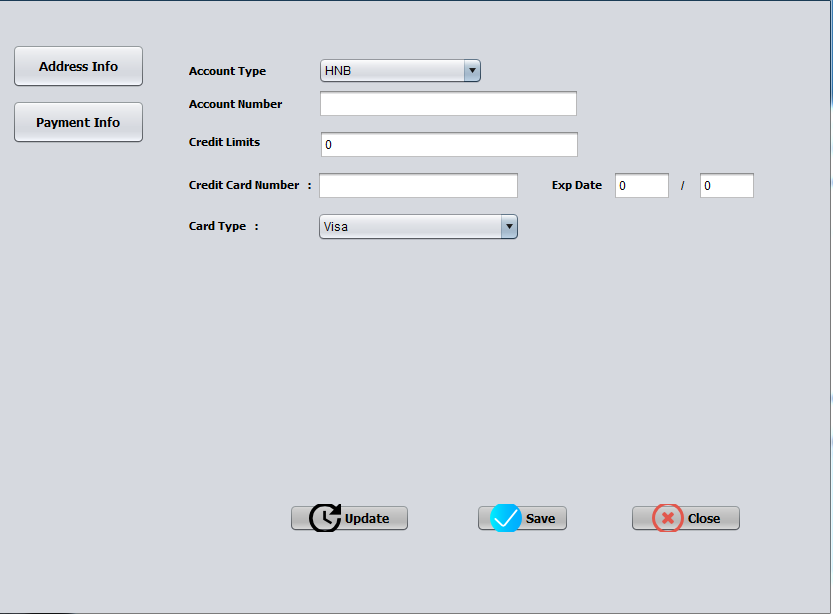 Address Info
Payment Info
Account Type HNB
Account Number
Credit Limits 0
Credit Card Number : Exp Date 0 / 0
Card Type : Visa
Update Save Close